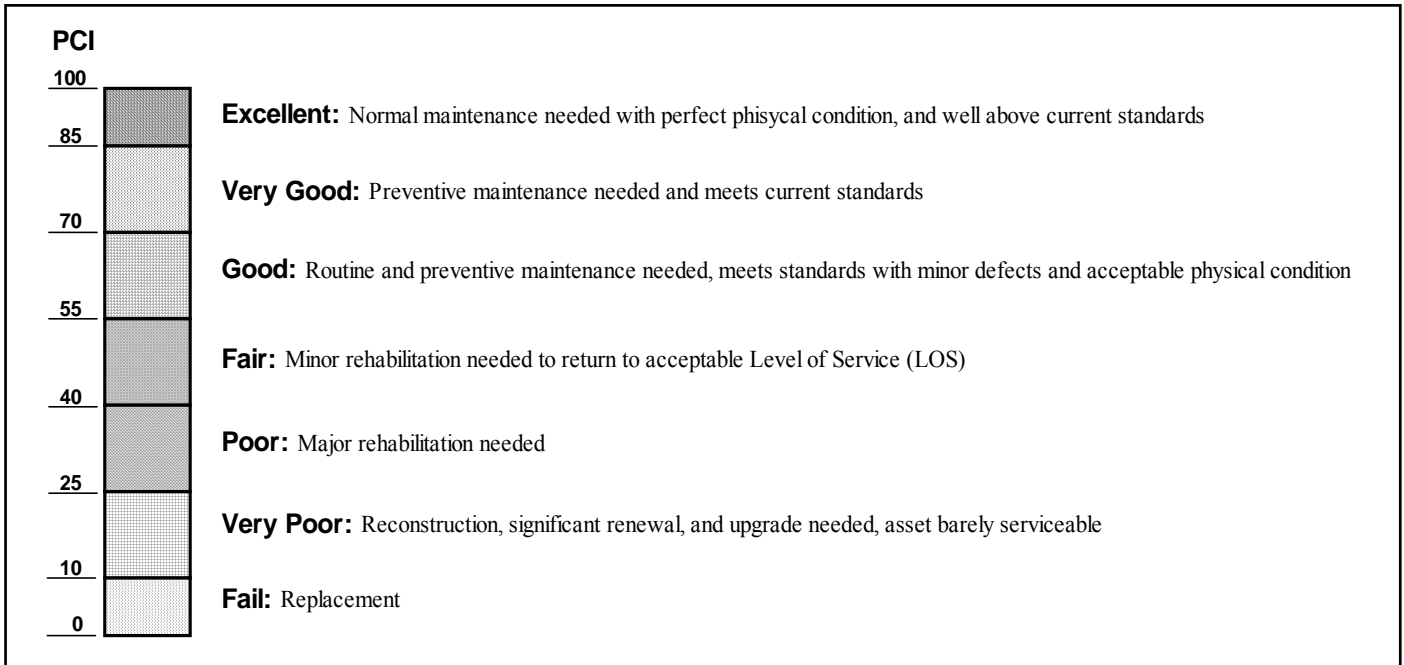 PCI
100
Excellent: Normal maintenance needed with perfect phisycal condition, and well above current standards
85
Very Good: Preventive maintenance needed and meets current standards
70
Good: Routine and preventive maintenance needed, meets standards with minor defects and acceptable physical condition
55
Fair: Minor rehabilitation needed to return to acceptable Level of Service (LOS)
40
Poor: Major rehabilitation needed
25
Very Poor: Reconstruction, significant renewal, and upgrade needed, asset barely serviceable
10
Fail: Replacement
0